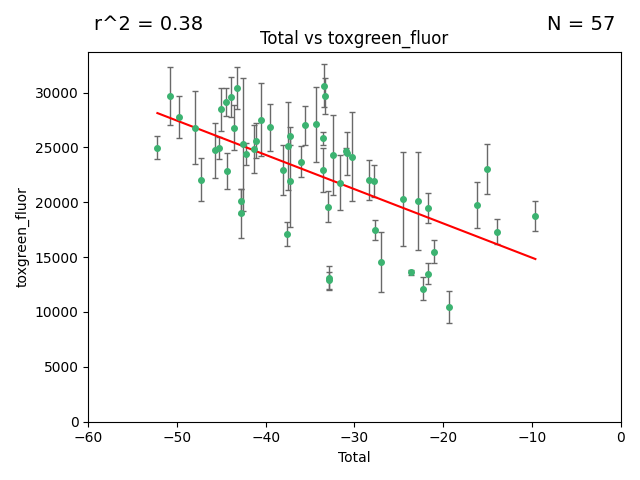 r^2 = 0.38
N = 57
Total vs toxgreen_fluor
toxgreen_fluor
30000
25000
20000
15000
10000
5000
0
−60
−50
−40
−30
−20
−10
0
Total